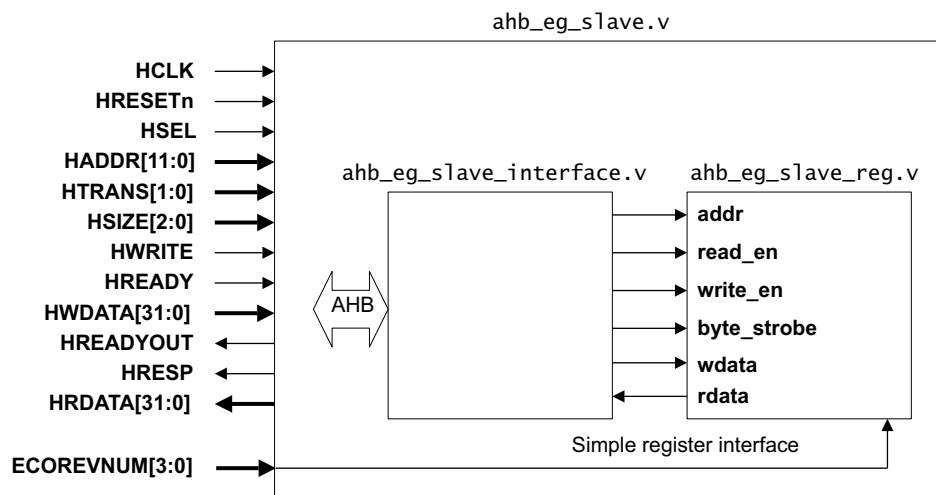 ahb_eg_slave.v
HCLK
HRESETn
HSEL
HADDR[11:0]
HTRANS[1:0]
HSIZE[2:0]
HWRITE
HREADY
HWDATA[31:0]
HREADYOUT
HRESP
HRDATA[31:0]
ECOREVNUM[3:0]
AHB
ahb_eg_slave_interface.v
ahb_eg_slave_reg.v
addr
read_en
write_en
byte_strobe
wdata
rdata
Simple register interface